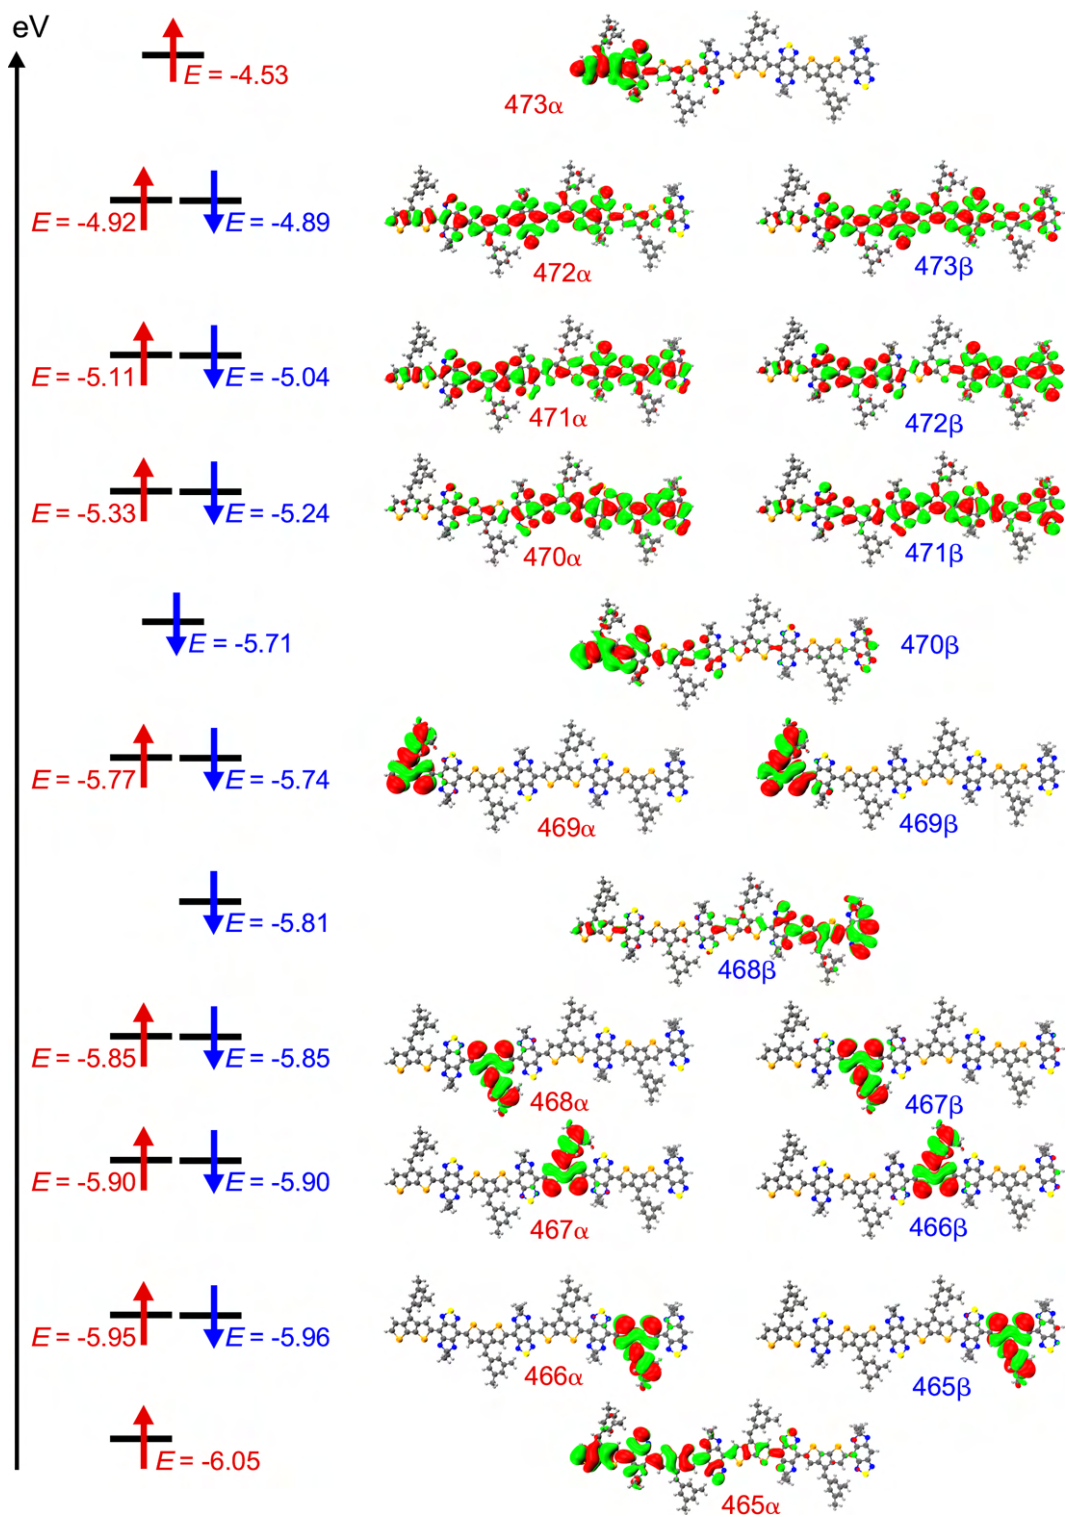 eV
E = -4.53
473α
E = -4.92
E = -4.89
472α
473β
E = -5.11
E = -5.04
471α
472β
E = -5.33
E = -5.24
470α
471β
E = -5.71
470β
E = -5.77
E = -5.74
469α
469β
E = -5.81
468β
E = -5.85
E = -5.85
468α
467β
E = -5.90
E = -5.90
467α
466β
E = -5.95
E = -5.96
466α
465β
E = -6.05
465α